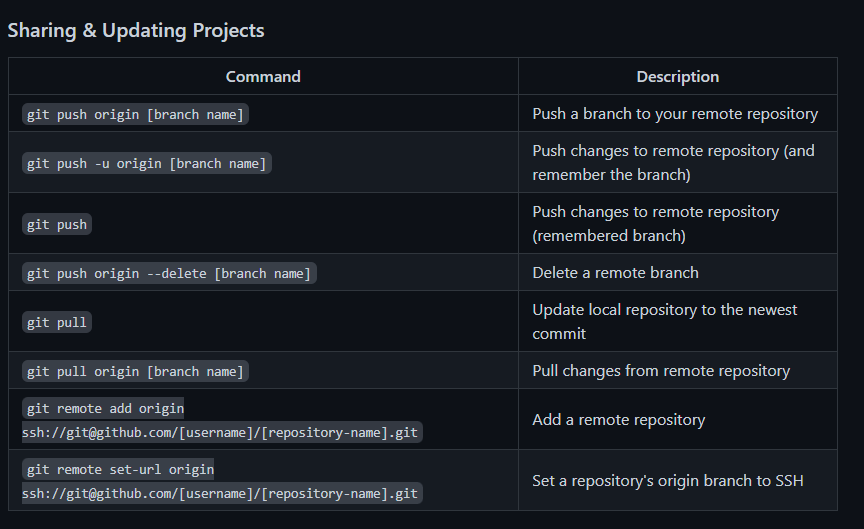 Sharing & Updating Projects
Command Description
git push origin [branch name] Push a branch to your remote repository
git push -u origin [branch name] Push changes to remote repository (and
remember the branch)
git push Push changes to remote repository
(remembered branch)
git push origin --delete [branch name] Delete a remote branch
git pull Update local repository to the newest
commit
git pull origin [branch name] Pull changes from remote repository
git remote add origin
ssh://git@github.com/[username]/[repository-name].git Add a remote repository
git remote set-url origin
ssh://git@github.com/[username]/[repository-name].git Set a repository's origin branch to SSH